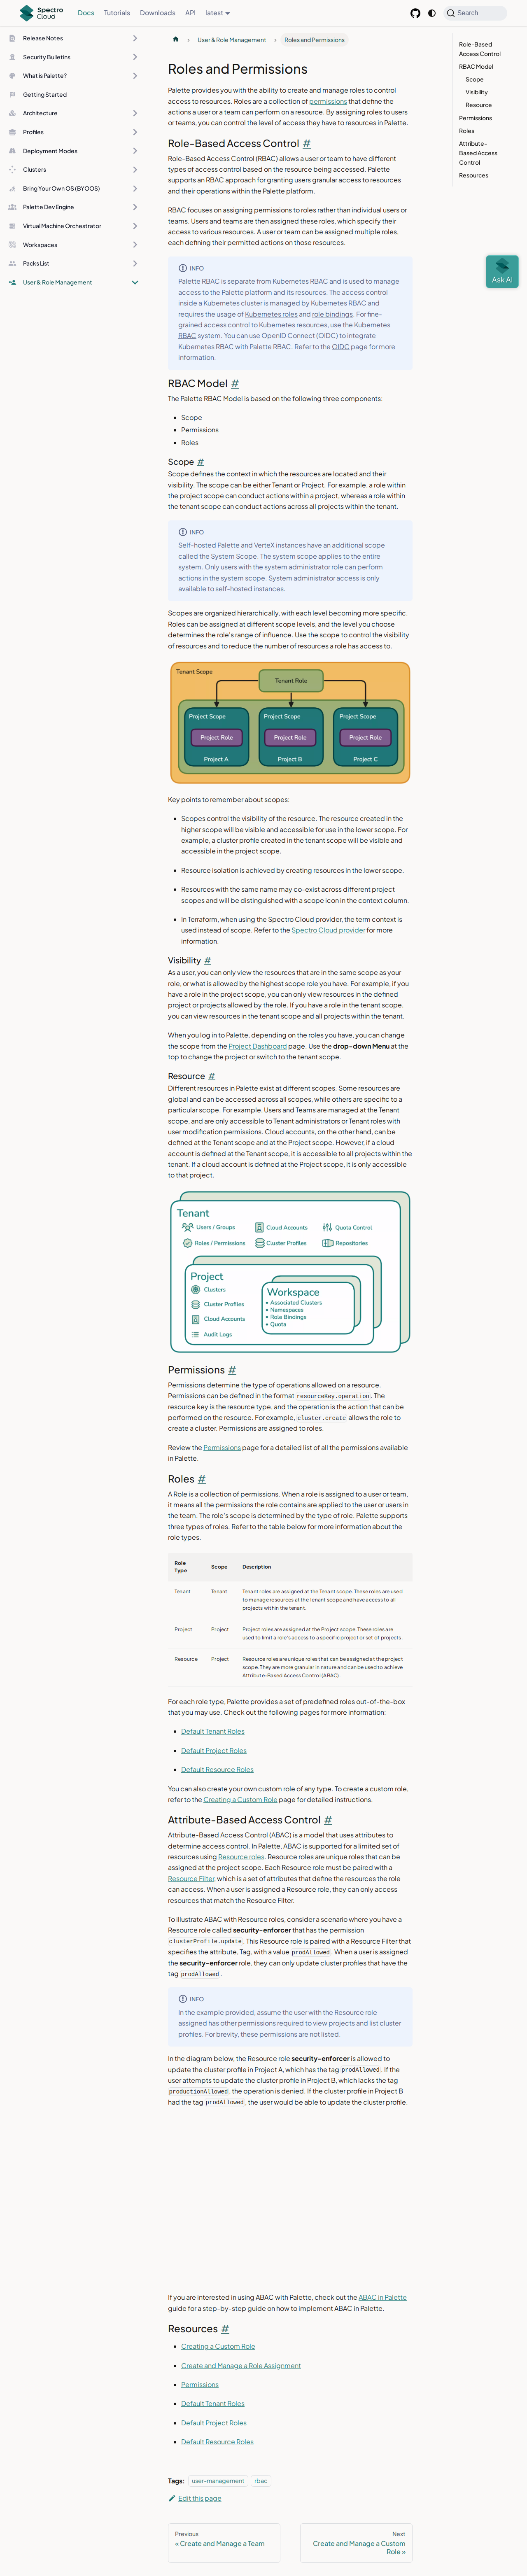 Spectro Cloud
Docs
Tutorials
Downloads
API
latest
Search
Release Notes
Security Bulletins
What is Palette?
Getting Started
Architecture
Profiles
Deployment Modes
Clusters
Bring Your Own OS (BYOOS)
Palette Dev Engine
Virtual Machine Orchestrator
Workspaces
Packs List
User & Role Management
User & Role Management
Roles and Permissions
Roles and Permissions
Palette provides you with the ability to create and manage roles to control
access to resources. Roles are a collection of permissions that define the
actions a user or a team can perform on a resource. By assigning roles to users
or teams, you can control the level of access they have to resources in Palette.
Role-Based Access Control #
Role-Based Access Control (RBAC) allows a user or team to have different
types of access control based on the resource being accessed. Palette
supports an RBAC approach for granting users granular access to resources
and their operations within the Palette platform.
RBAC focuses on assigning permissions to roles rather than individual users or
teams. Users and teams are then assigned roles, which specify their
access to various resources. A user or team can be assigned multiple roles,
each defining their permitted actions on those resources.
INFO
Palette RBAC is separate from Kubernetes RBAC and is used to manage
access to the Palette platform and its resources. The access control
inside a Kubernetes cluster is managed by Kubernetes RBAC and
requires the usage of Kubernetes roles and role bindings. For fine-
grained access control to Kubernetes resources, use the Kubernetes
RBAC system. You can use OpenID Connect (OIDC) to integrate
Kubernetes RBAC with Palette RBAC. Refer to the OIDC page for more
information.
RBAC Model #
The Palette RBAC Model is based on the following three components:
• Scope
• Permissions
• Roles
Scope #
Scope defines the context in which the resources are located and their
visibility. The scope can be either Tenant or Project. For example, a role within
the project scope can conduct actions within a project, whereas a role within
the tenant scope can conduct actions across all projects within the tenant.
INFO
Self-hosted Palette and VerteX instances have an additional scope
called the System Scope. The system scope applies to the entire
system. Only users with the system administrator role can perform
actions in the system scope. System administrator access is only
available to self-hosted instances.
Scopes are organized hierarchically, with each level becoming more specific.
Roles can be assigned at different scope levels, and the level you choose
determines the role's range of influence. Use the scope to control the visibility
of resources and to reduce the number of resources a role has access to.
Tenant Scope
Tenant Role
Project Scope
Project Scope
Project Scope
Project Role
Project Role
Project Role
Project A
Project B
Project C
Key points to remember about scopes:
• Scopes control the visibility of the resource. The resource created in the
higher scope will be visible and accessible for use in the lower scope. For
example, a cluster profile created in the tenant scope will be visible and
accessible in the project scope.
• Resource isolation is achieved by creating resources in the lower scope.
• Resources with the same name may co-exist across different project
scopes and will be distinguished with a scope icon in the context column.
• In Terraform, when using the Spectro Cloud provider, the term context is
used instead of scope. Refer to the Spectro Cloud provider for more
information.
Visibility #
As a user, you can only view the resources that are in the same scope as your
role, or what is allowed by the highest scope role you have. For example, if you
have a role in the project scope, you can only view resources in the defined
project or projects allowed by the role. If you have a role in the tenant scope,
you can view resources in the tenant scope and all projects within the tenant.
When you log in to Palette, depending on the roles you have, you can change
the scope from the Project Dashboard page. Use the drop-down Menu at the
top to change the project or switch to the tenant scope.
Resource #
Different resources in Palette exist at different scopes. Some resources are
global and can be accessed across all scopes, while others are specific to a
particular scope. For example, Users and Teams are managed at the Tenant
scope, and are only accessible to Tenant administrators or Tenant roles with
user modification permissions. Cloud accounts, on the other hand, can be
defined at the Tenant scope and at the Project scope. However, if a cloud
account is defined at the Tenant scope, it is accessible to all projects within the
tenant. If a cloud account is defined at the Project scope, it is only accessible
to that project.
Tenant
Users / Groups
Cloud Accounts
Quota Control
Roles / Permissions
Cluster Profiles
Repositories
Project
Clusters
Cluster Profiles
Cloud Accounts
Audit Logs
Workspace
• Associated Clusters
• Namespaces
• Role Bindings
• Quota
Permissions #
Permissions determine the type of operations allowed on a resource.
Permissions can be defined in the format resourceKey.operation. The
resource key is the resource type, and the operation is the action that can be
performed on the resource. For example, cluster.create allows the role to
create a cluster. Permissions are assigned to roles.
Review the Permissions page for a detailed list of all the permissions available
in Palette.
Roles #
A Role is a collection of permissions. When a role is assigned to a user or team,
it means all the permissions the role contains are applied to the user or users in
the team. The role's scope is determined by the type of role. Palette supports
three types of roles. Refer to the table below for more information about the
role types.
Role Type
Scope
Description
Tenant
Tenant
Tenant roles are assigned at the Tenant scope. These roles are used
to manage resources at the Tenant scope and have access to all
projects within the tenant.
Project
Project
Project roles are assigned at the Project scope. These roles are
used to limit a role's access to a specific project or set of projects.
Resource
Project
Resource roles are unique roles that can be assigned at the project
scope. They are more granular in nature and can be used to achieve
Attribute-Based Access Control (ABAC).
For each role type, Palette provides a set of predefined roles out-of-the-box
that you may use. Check out the following pages for more information:
• Default Tenant Roles
• Default Project Roles
• Default Resource Roles
You can also create your own custom role of any type. To create a custom role,
refer to the Creating a Custom Role page for detailed instructions.
Attribute-Based Access Control #
Attribute-Based Access Control (ABAC) is a model that uses attributes to
determine access control. In Palette, ABAC is supported for a limited set of
resources using Resource roles. Resource roles are unique roles that can be
assigned at the project scope. Each Resource role must be paired with a
Resource Filter, which is a set of attributes that define the resources the role
can access. When a user is assigned a Resource role, they can only access
resources that match the Resource Filter.
To illustrate ABAC with Resource roles, consider a scenario where you have a
Resource role called security-enforcer that has the permission
clusterProfile.update. This Resource role is paired with a Resource Filter that
specifies the attribute, Tag, with a value prodAllowed. When a user is assigned
the security-enforcer role, they can only update cluster profiles that have the
tag prodAllowed.
INFO
In the example provided, assume the user with the Resource role
assigned has other permissions required to view projects and list cluster
profiles. For brevity, these permissions are not listed.
In the diagram below, the Resource role security-enforcer is allowed to
update the cluster profile in Project A, which has the tag prodAllowed. If the
user attempts to update the cluster profile in Project B, which lacks the tag
productionAllowed, the operation is denied. If the cluster profile in Project B
had the tag prodAllowed, the user would be able to update the cluster profile.
If you are interested in using ABAC with Palette, check out the ABAC in Palette
guide for a step-by-step guide on how to implement ABAC in Palette.
Resources #
• Creating a Custom Role
• Create and Manage a Role Assignment
• Permissions
• Default Tenant Roles
• Default Project Roles
• Default Resource Roles
Tags: user-management rbac
Edit this page
Previous
« Create and Manage a Team
Next
Create and Manage a Custom
Role »
Role-Based
Access Control
RBAC Model
Scope
Visibility
Resource
Permissions
Roles
Attribute-
Based Access
Control
Resources
Ask AI